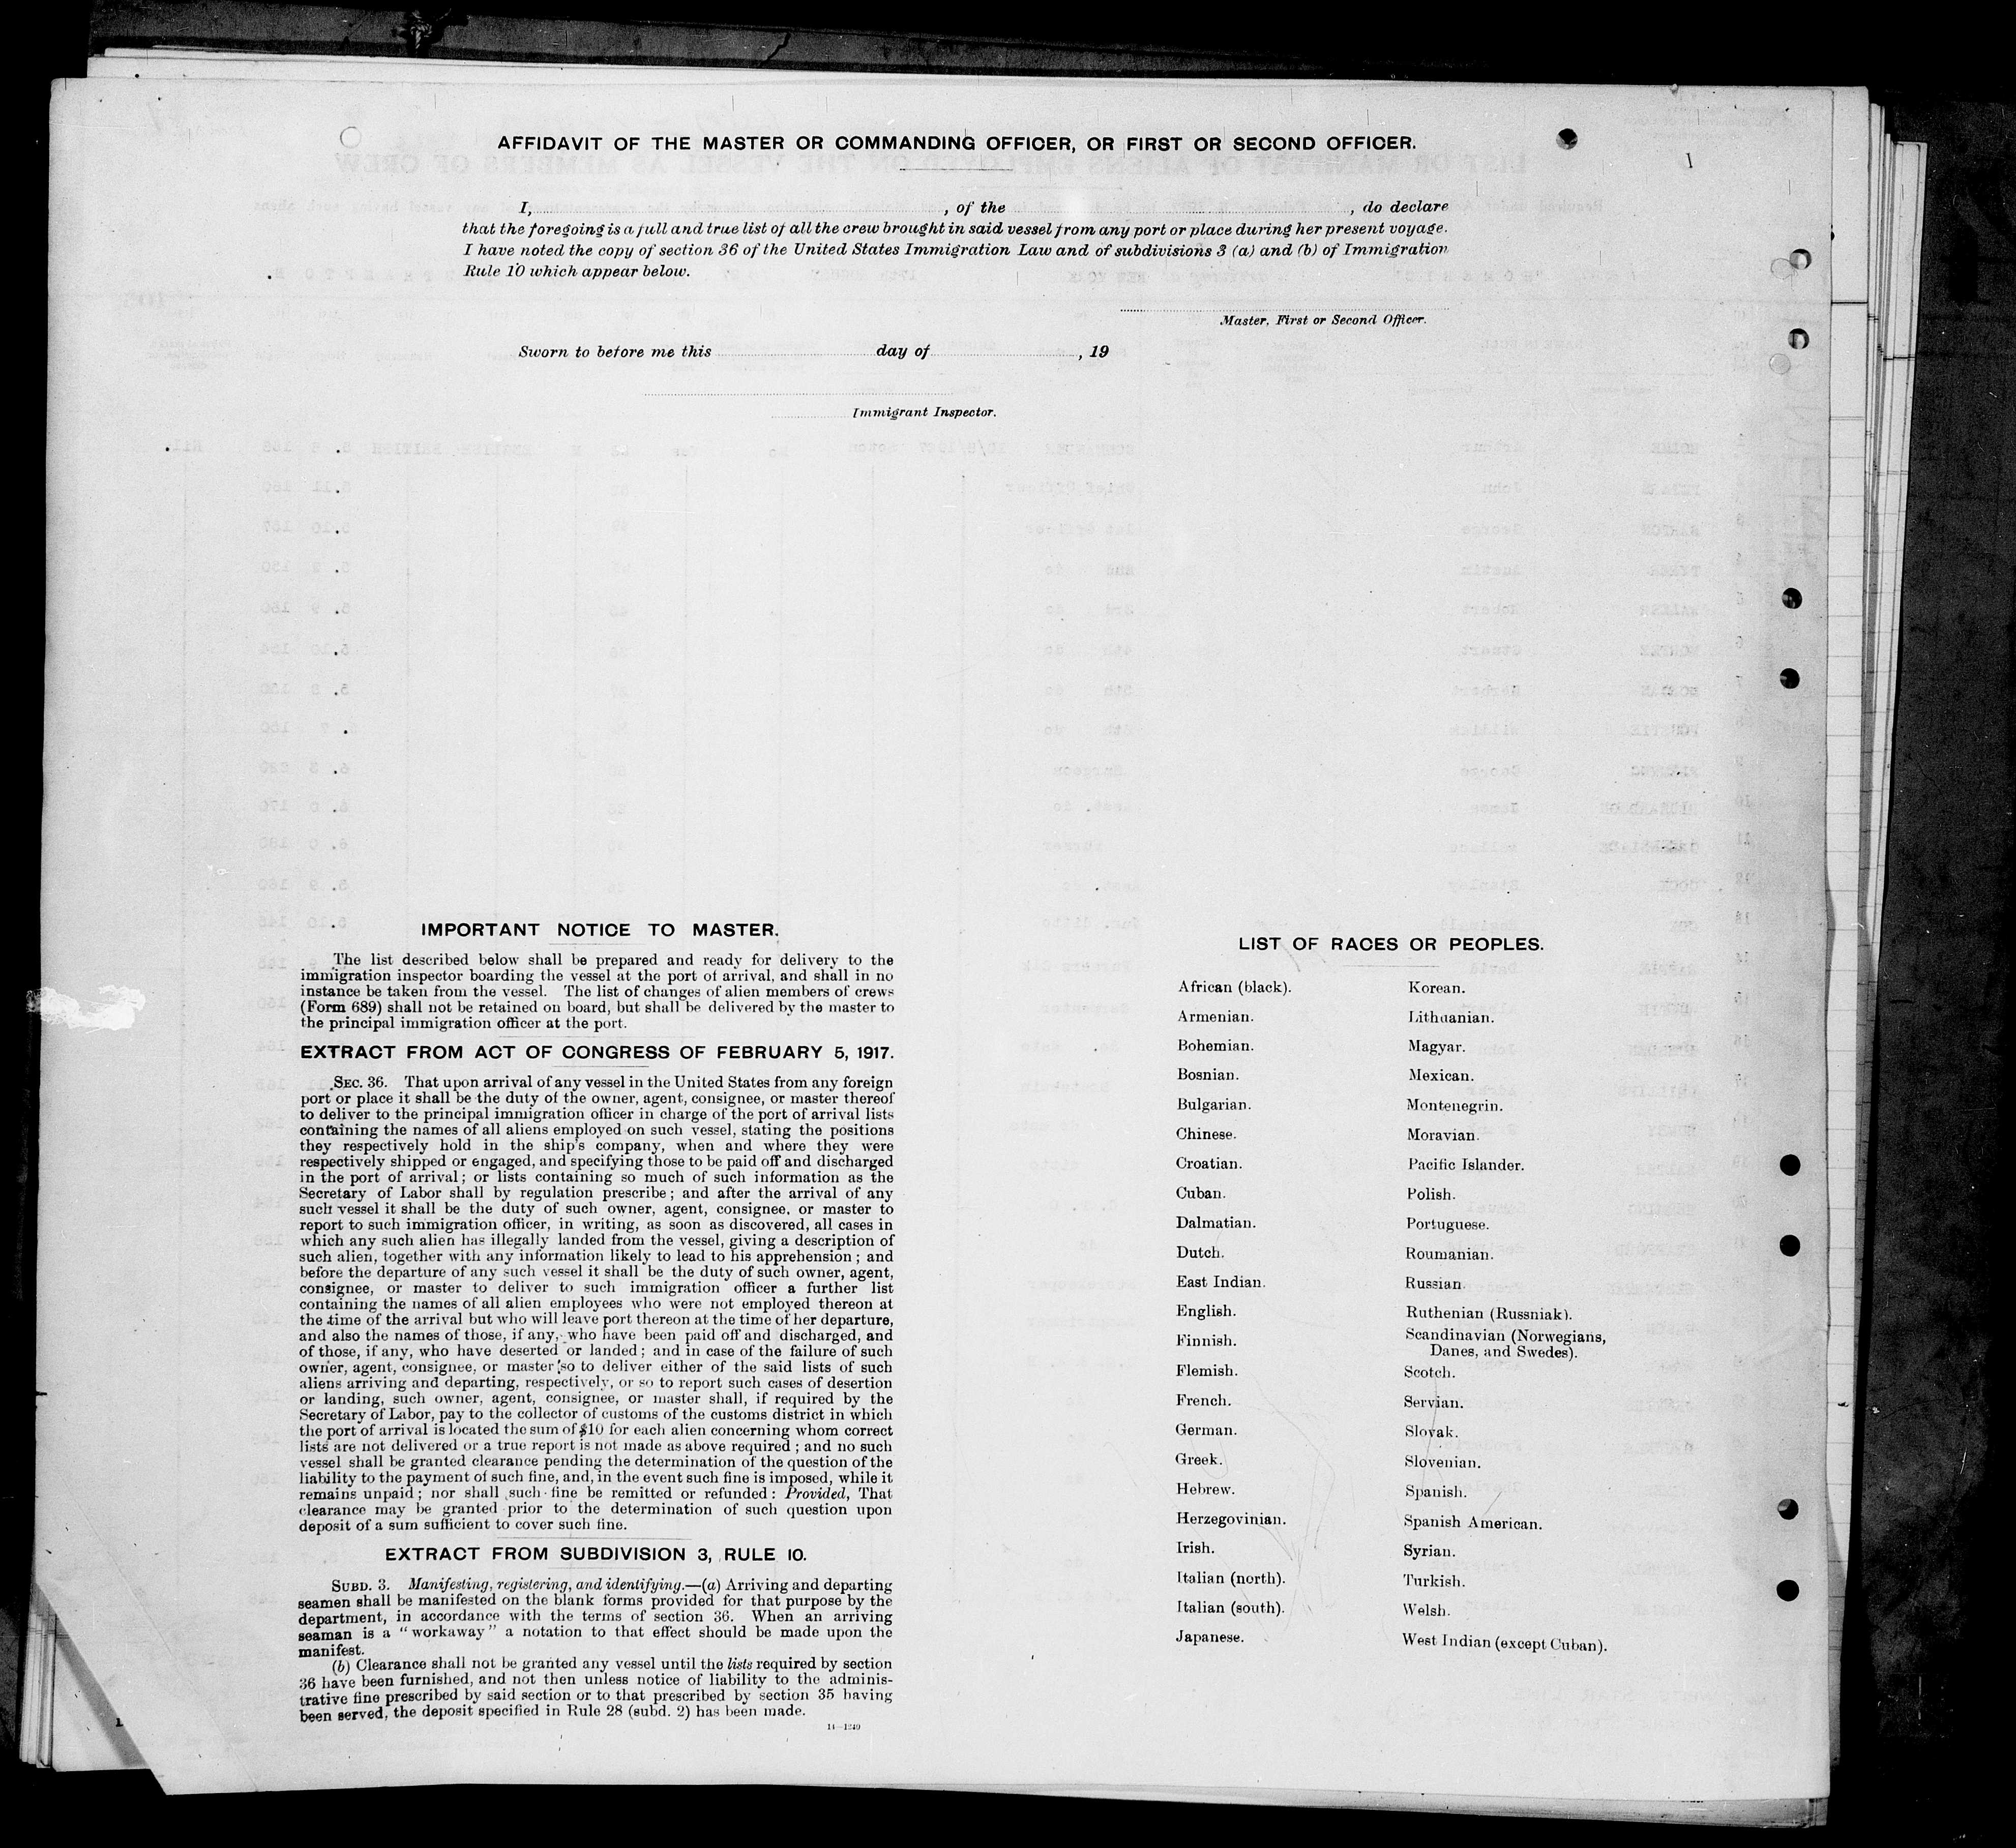 AFFIDAVIT OF THE MASTER OR COMMANDING OFFICER, OR FIRST OR SECOND OFFICER.
I, , of the , do declare
that the foregoing is a full and true list of all the crew brought in said vessel from any port or place during her present voyage.
I have noted the copy of section 36 of the United States Immigration Law and of subdivisions 3 (a) and (b) of Immigration
Rule 10 which appear below.
Master, First or Second Officer.
Sworn to before me this day of , 19
Immigrant Inspector.
IMPORTANT NOTICE TO MASTER.
The list described below shall be prepared and ready for delivery to the
immigration inspector boarding the vessel at the port of arrival, and shall in no
instance be taken from the vessel. The list of changes of alien members of crews
(Form 689) shall not be retained on board, but shall be delivered by the master to
the principal immigration officer at the port.
EXTRACT FROM ACT OF CONGRESS OF FEBRUARY 5, 1917.
SEC. 36. That upon arrival of any vessel in the United States from any foreign
port or place it shall be the duty of the owner, agent, consignee, or master thereof
to deliver to the principal immigration officer in charge of the port of arrival lists
containing the names of all aliens employed on such vessel, stating the positions
they respectively hold in the ship's company, when and where they were
respectively shipped or engaged, and specifying those to be paid off and discharged
in the port of arrival; or lists containing so much of such information as the
Secretary of Labor shall by regulation prescribe; and after the arrival of any
such vessel it shall be the duty of such owner, agent, consignee, or master to
report to such immigration officer, in writing, as soon as discovered, all cases in
which any such alien has illegally landed from the vessel, giving a description of
such alien, together with any information likely to lead to his apprehension; and
before the departure of any such vessel it shall be the duty of such owner, agent,
consignee, or master to deliver to such immigration officer a further list
containing the names of all alien employees who were not employed thereon at
the time of the arrival but who will leave port thereon at the time of her departure,
and also the names of those, if any, who have been paid off and discharged, and
of those, if any, who have deserted or landed; and in case of the failure of such
owner, agent, consignee, or master so to deliver either of the said lists of such
aliens arriving and departing, respectively, or so to report such cases of desertion
or landing, such owner, agent, consignee, or master shall, if required by the
Secretary of Labor, pay to the collector of customs of the customs district in which
the port of arrival is located the sum of $10 for each alien concerning whom correct
lists are not delivered or a true report is not made as above required; and no such
vessel shall be granted clearance pending the determination of the question of the
liability to the payment of such fine, and, in the event such fine is imposed, while it
remains unpaid; nor shall such fine be remitted or refunded: Provided, That
clearance may be granted prior to the determination of such question upon
deposit of a sum sufficient to cover such fine.
EXTRACT FROM SUBDIVISION 3, RULE 10.
SUBD. 3. Manifesting, registering, and identifying.—(a) Arriving and departing
seamen shall be manifested on the blank forms provided for that purpose by the
department, in accordance with the terms of section 36. When an arriving
seaman is a "workaway" a notation to that effect should be made upon the
manifest.
(b) Clearance shall not be granted any vessel until the lists required by section
36 have been furnished, and not then unless notice of liability to the adminis-
trative fine prescribed by said section or to that prescribed by section 35 having
been served, the deposit specified in Rule 28 (subd. 2) has been made.
14—1249
LIST OF RACES OR PEOPLES.
African (black).
Armenian.
Bohemian.
Bosnian.
Bulgarian.
Chinese.
Croatian.
Cuban.
Dalmatian.
Dutch.
East Indian.
English.
Finnish.
Flemish.
French.
German.
Greek.
Hebrew.
Herzegovinian.
Irish.
Italian (north).
Italian (south).
Japanese.
Korean.
Lithuanian.
Magyar.
Mexican.
Montenegrin.
Moravian.
Pacific Islander.
Polish.
Portuguese.
Roumanian.
Russian.
Ruthenian (Russniak).
Scandinavian (Norwegians,
Danes, and Swedes).
Scotch.
Servian.
Slovak.
Slovenian.
Spanish.
Spanish American.
Syrian.
Turkish.
Welsh.
West Indian (except Cuban).